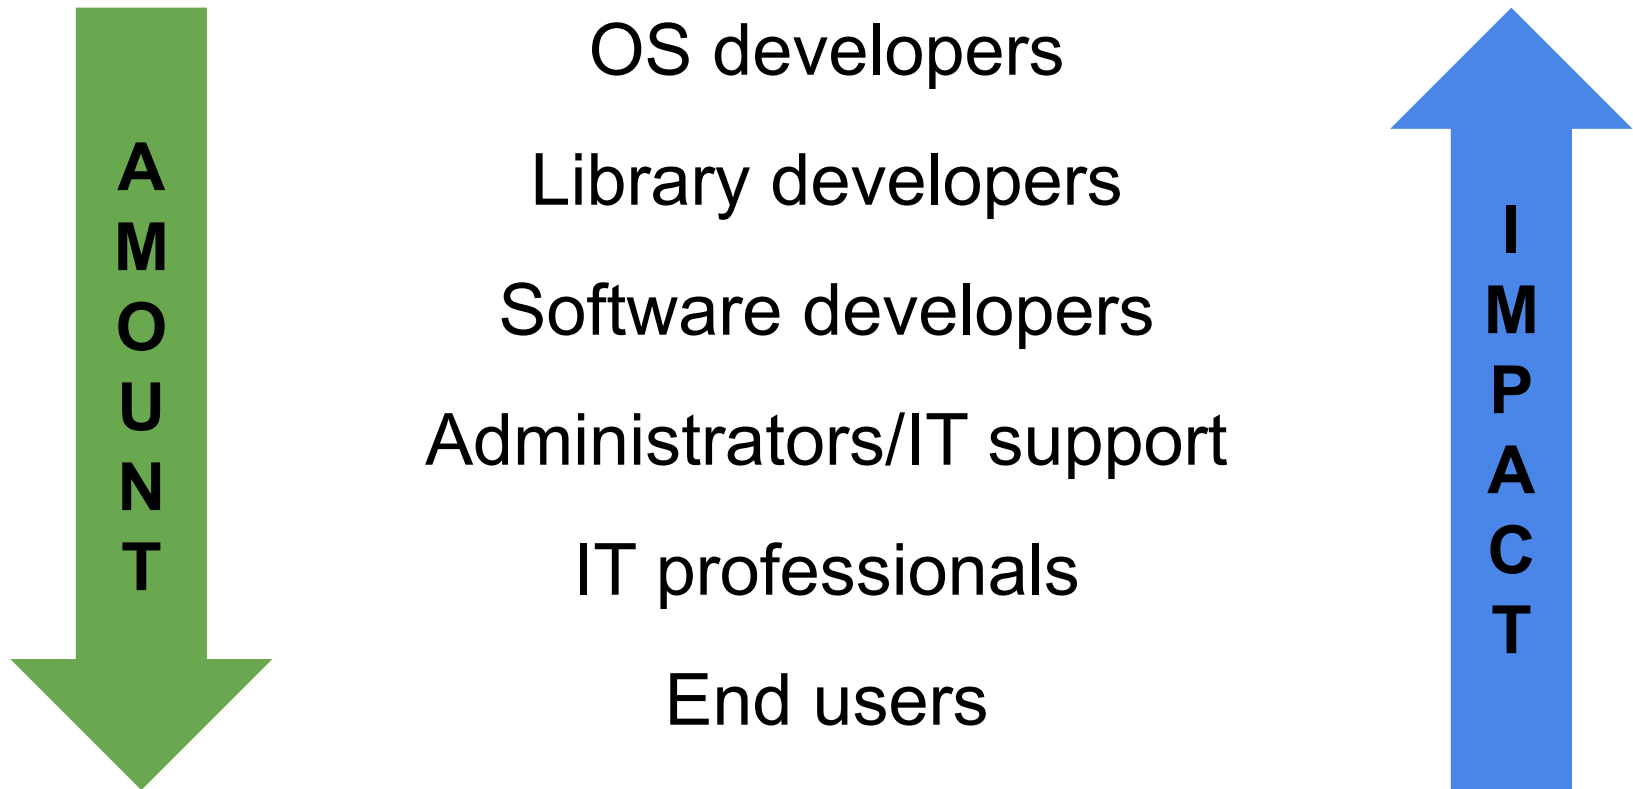 AMOUNT
OS developers
Library developers
Software developers
Administrators/IT support
IT professionals
End users
IMPACT